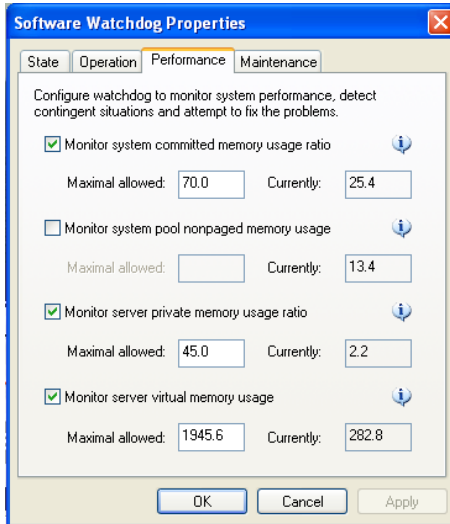 Software Watchdog Properties
State Operation Performance Maintenance
Configure watchdog to monitor system performance, detect
contingent situations and attempt to fix the problems.
Monitor system committed memory usage ratio
Maximal allowed: 70.0 Currently: 25.4
Monitor system pool nonpaged memory usage
Maximal allowed: Currently: 13.4
Monitor server private memory usage ratio
Maximal allowed: 45.0 Currently: 2.2
Monitor server virtual memory usage
Maximal allowed: 1945.6 Currently: 282.8
OK Cancel Apply